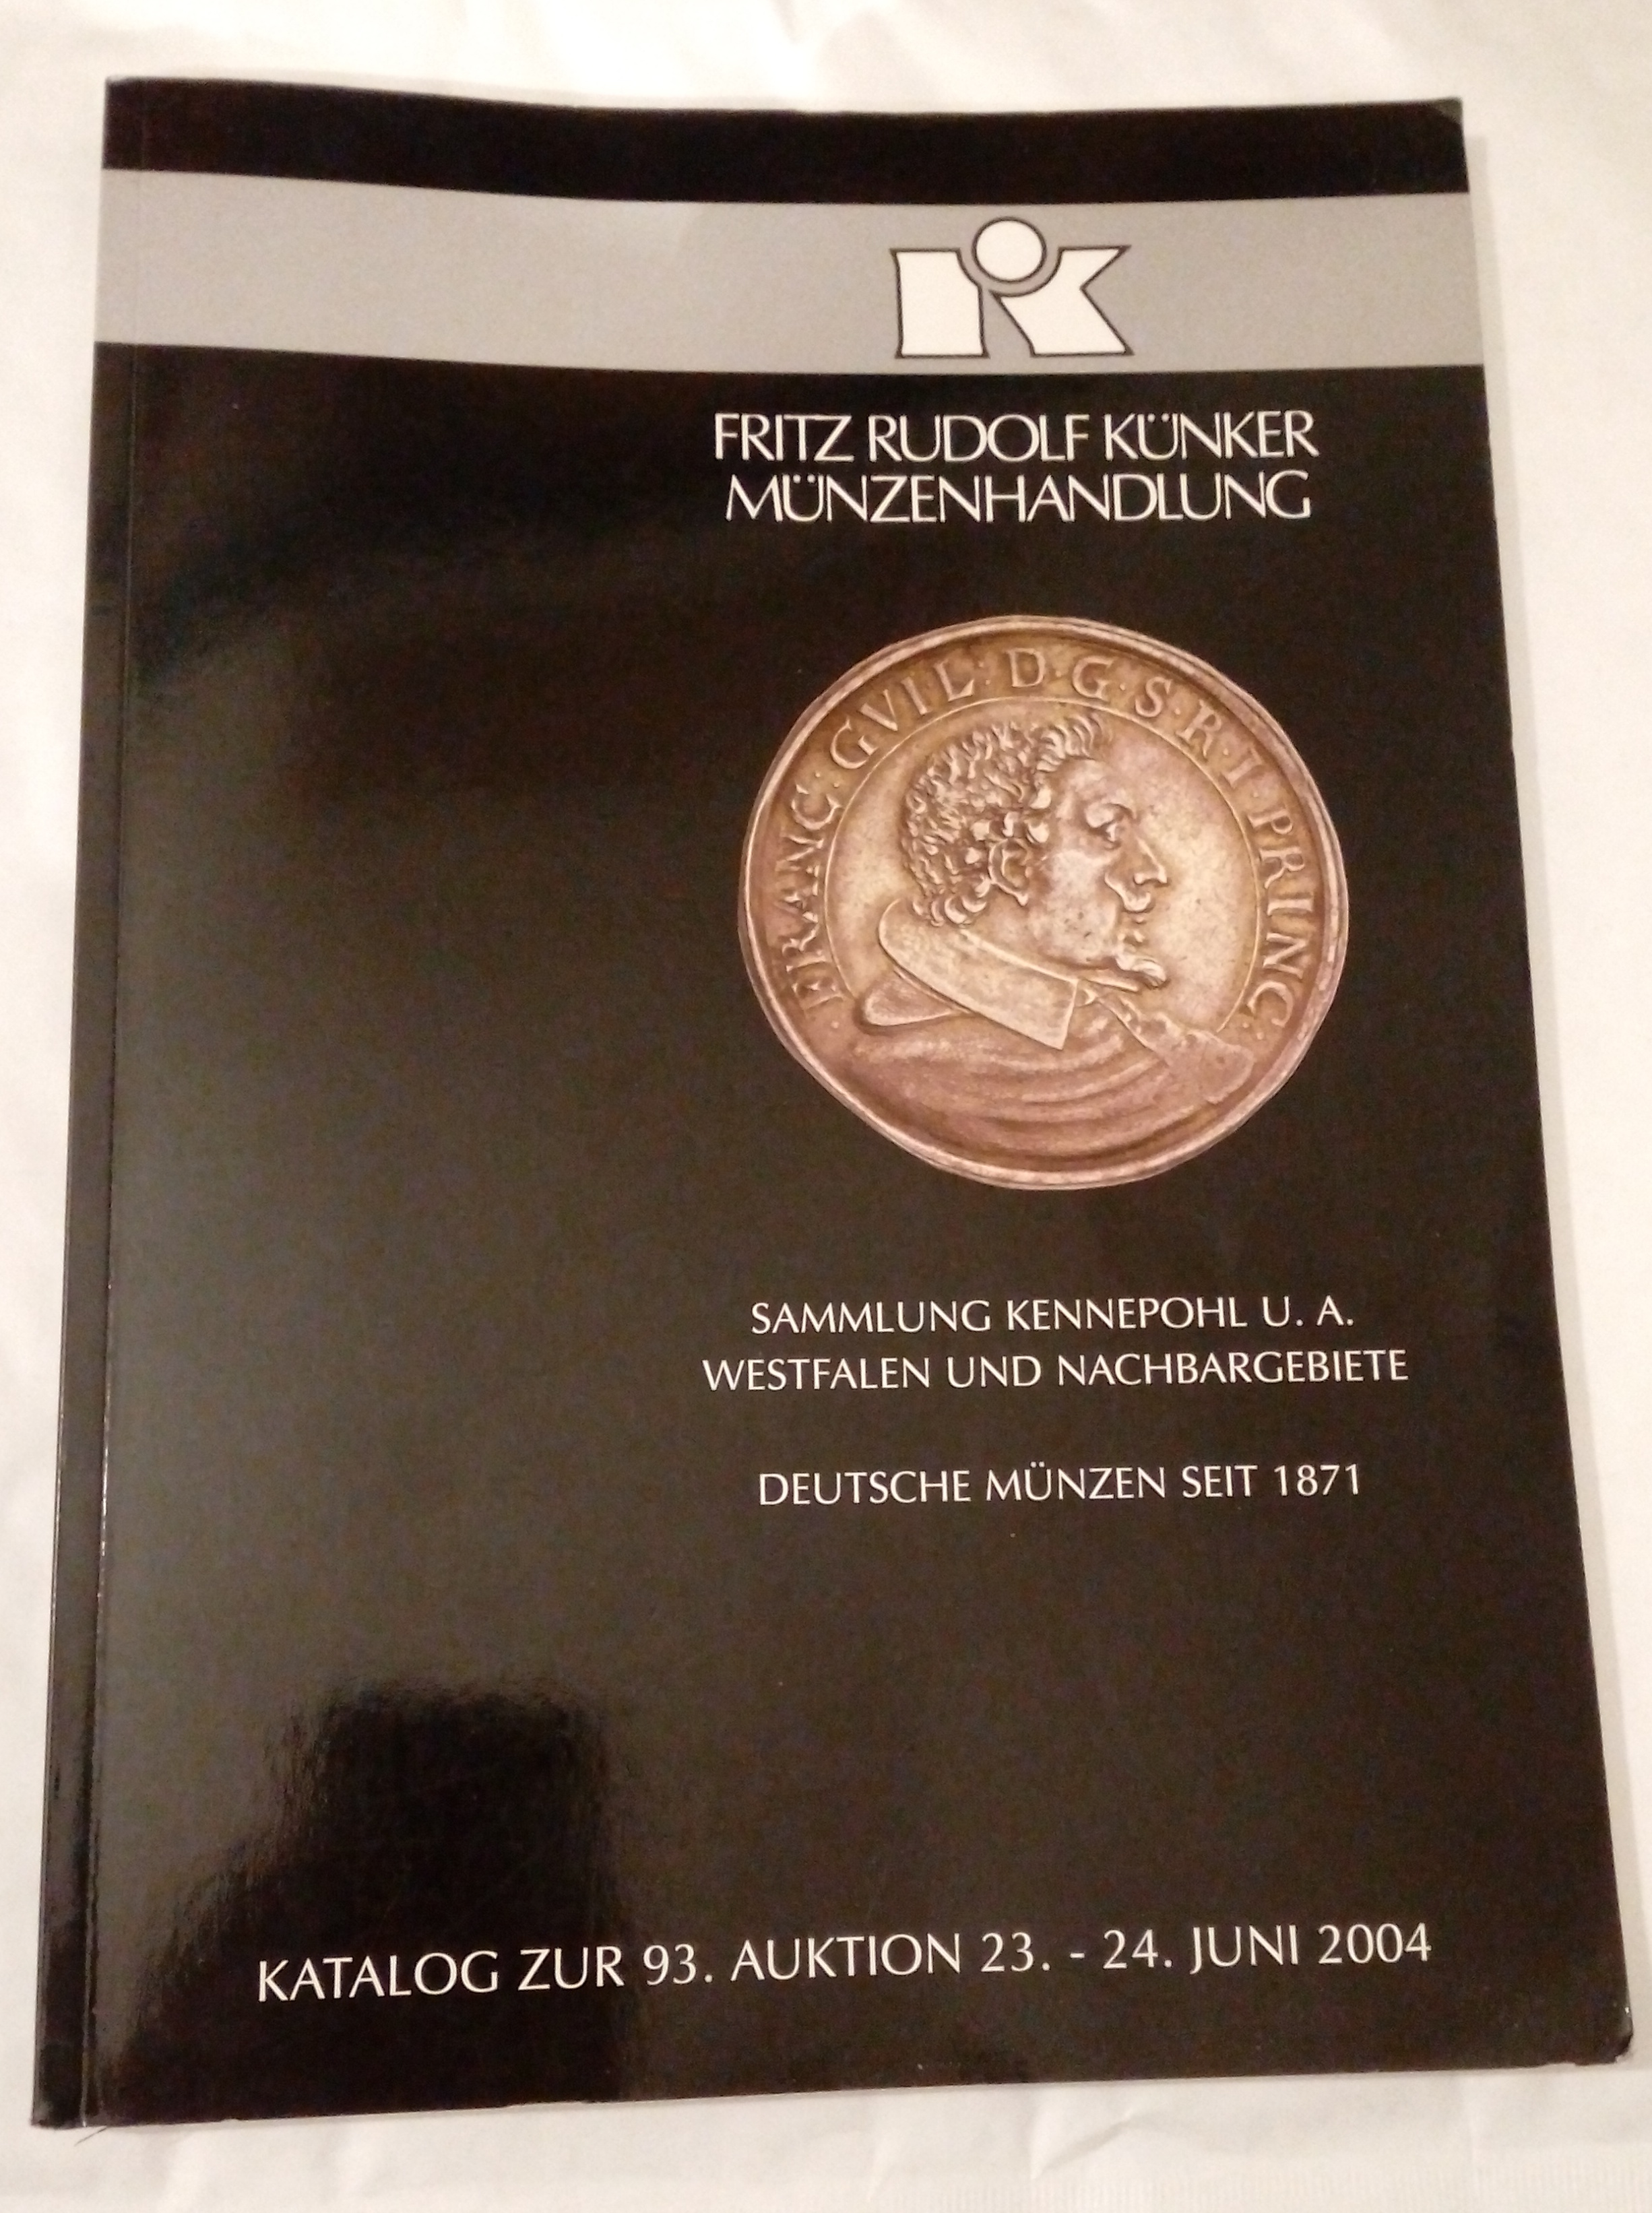 FRITZ RUDOLF KÜNKER
MÜNZENHANDLUNG
· FRANC · GVIL · D · G · S · R · I · PRINC ·
SAMMLUNG KENNEPOHL U. A.
WESTFALEN UND NACHBARGEBIETE
DEUTSCHE MÜNZEN SEIT 1871
KATALOG ZUR 93. AUKTION 23. - 24. JUNI 2004